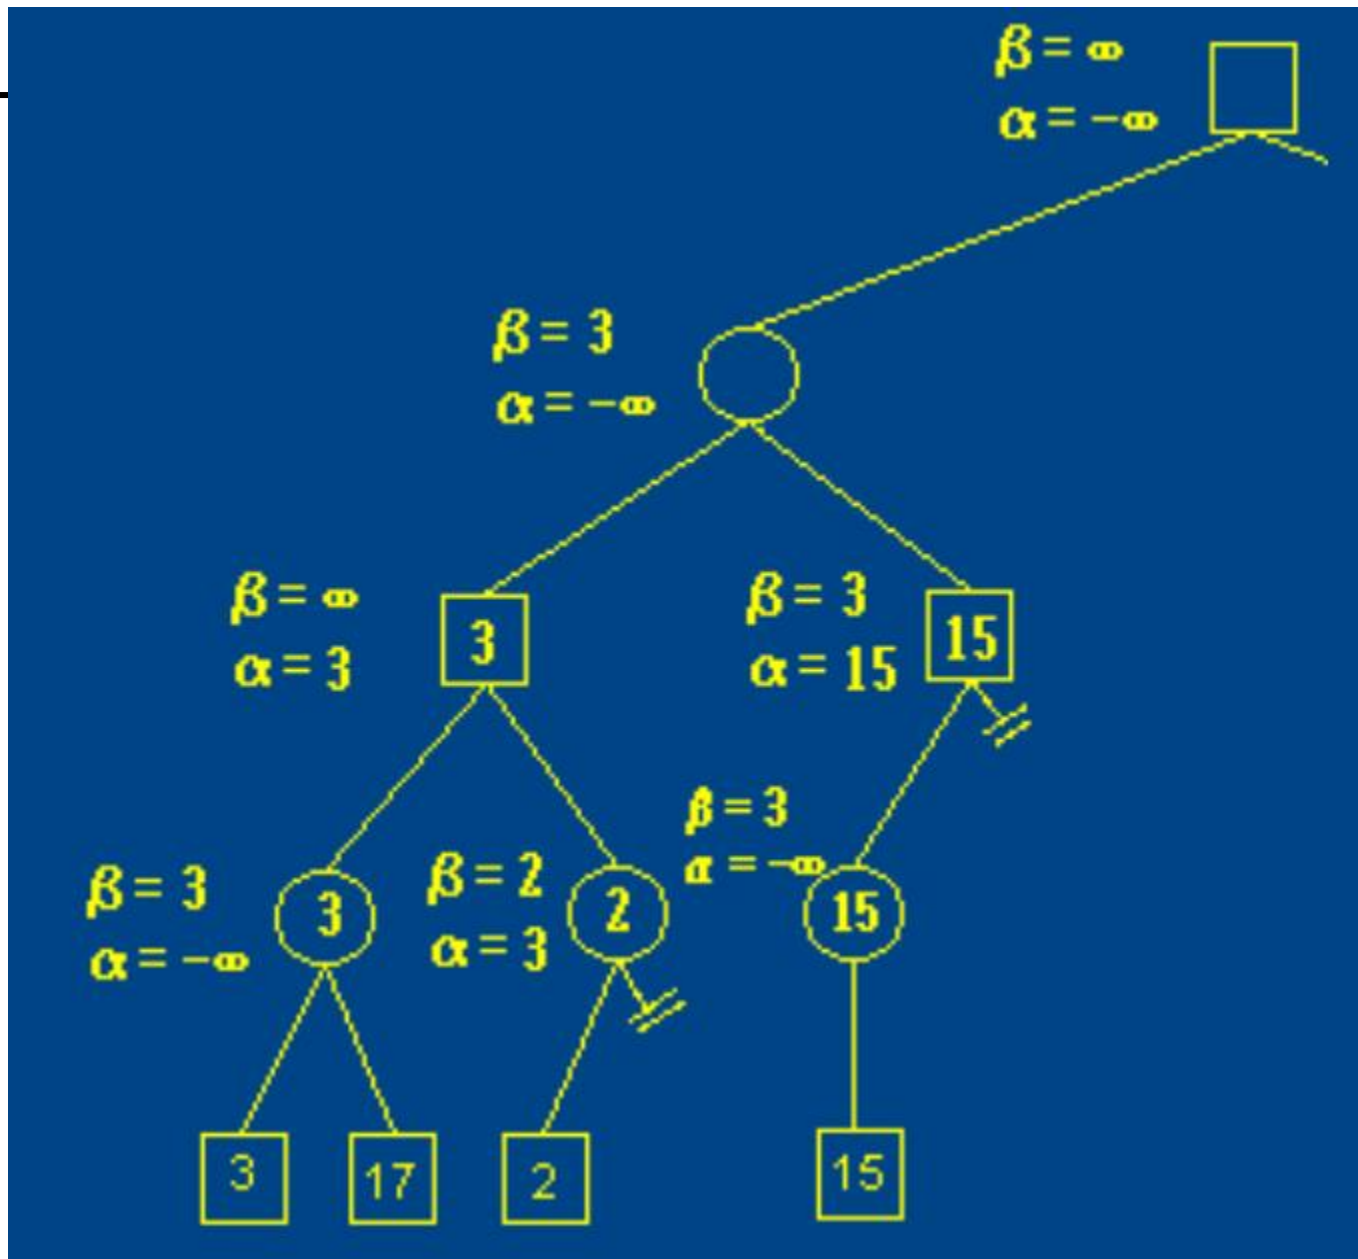 β = ∞
α = -∞
β = 3
α = -∞
β = ∞
α = 3
3
β = 3
α = 15
15
β = 3
α = -∞
3
β = 2
α = 3
2
β = 3
α = -∞
15
3
17
2
15